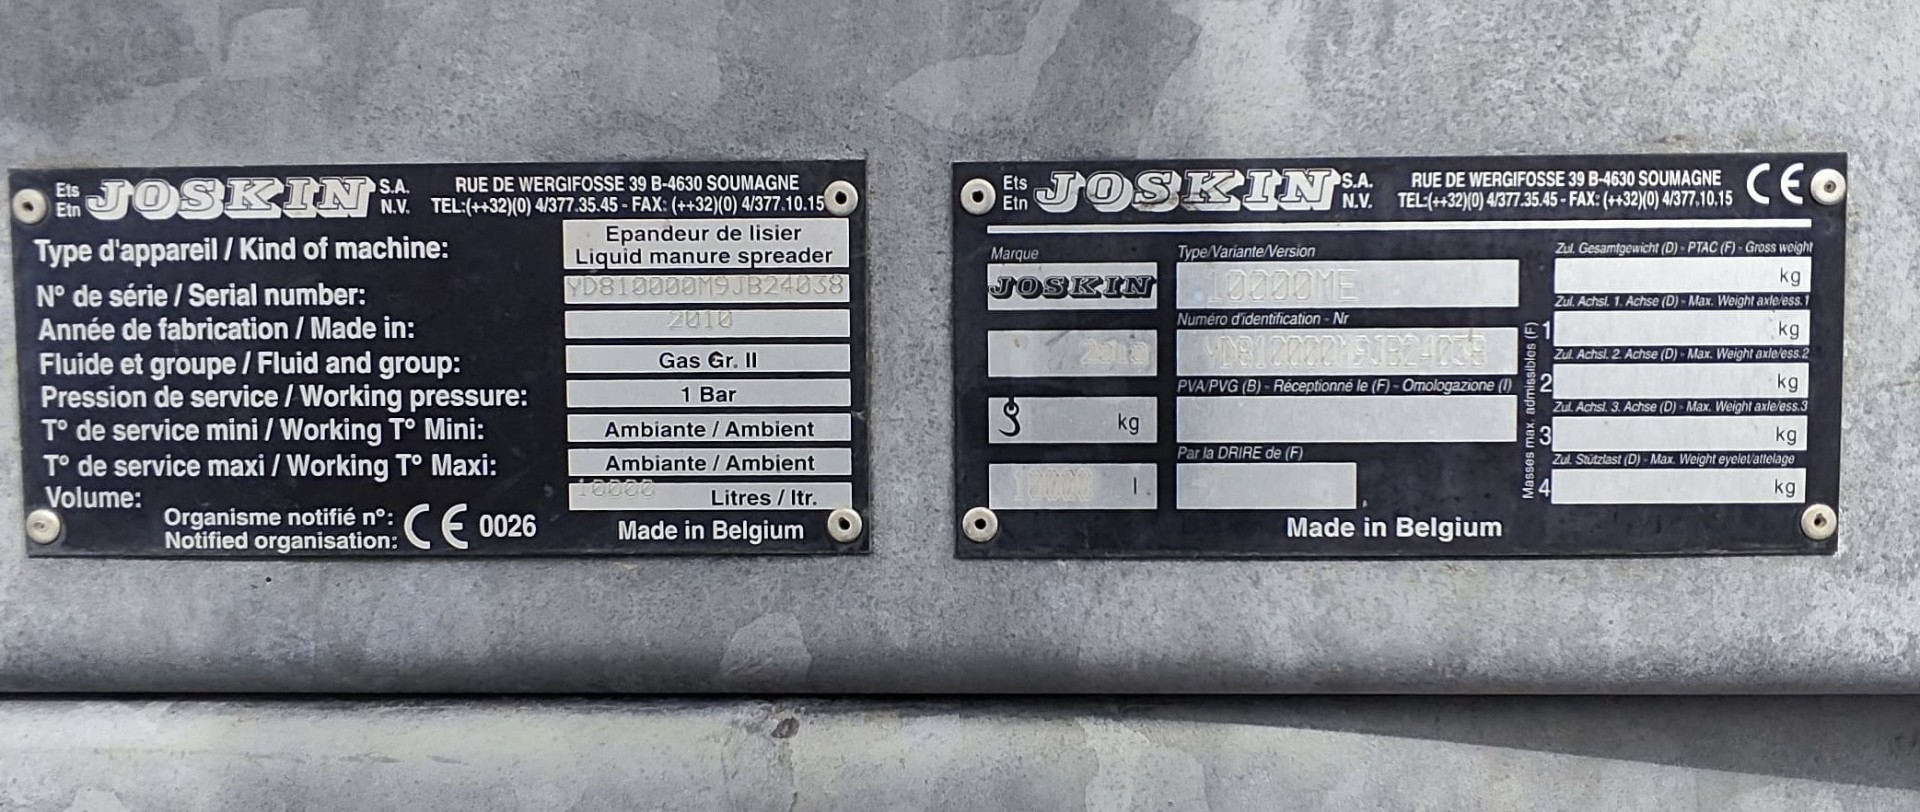 Ets JOSKIN S.A. RUE DE WERGIFOSSE 39 B-4630 SOUMAGNE
Etn N.V. TEL:(++32)(0) 4/377.35.45 - FAX: (++32)(0) 4/377.10.15
Type d'appareil / Kind of machine: Epandeur de lisier
Liquid manure spreader
N° de série / Serial number: YD810000M9JB24038
Année de fabrication / Made in: 2010
Fluide et groupe / Fluid and group: Gas Gr. II
Pression de service / Working pressure: 1 Bar
T° de service mini / Working T° Mini: Ambiante / Ambient
T° de service maxi / Working T° Maxi: Ambiante / Ambient
Volume: 10000 Litres / ltr.
Organisme notifié n°: CE 0026
Notified organisation:
Made in Belgium
Ets JOSKIN S.A. RUE DE WERGIFOSSE 39 B-4630 SOUMAGNE CE
Etn N.V. TEL:(++32)(0) 4/377.35.45 - FAX: (++32)(0) 4/377.10.15
Marque
JOSKIN
2010
kg
10000 l
Type/Variante/Version
10000ME
Numéro d'identification - Nr
YD810000M9JB24038
PVA/PVG (B) - Réceptionné le (F) - Omologazione (I)
Par la DRIRE de (F)
Masses max. admissibles (F)
Zul. Gesamtgewicht (D) - PTAC (F) - Gross weight
kg
Zul. Achsl. 1. Achse (D) - Max. Weight axle/ess.1
1 kg
Zul. Achsl. 2. Achse (D) - Max. Weight axle/ess.2
2 kg
Zul. Achsl. 3. Achse (D) - Max. Weight axle/ess.3
3 kg
Zul. Stützlast (D) - Max. Weight eyelet/attelage
4 kg
Made in Belgium